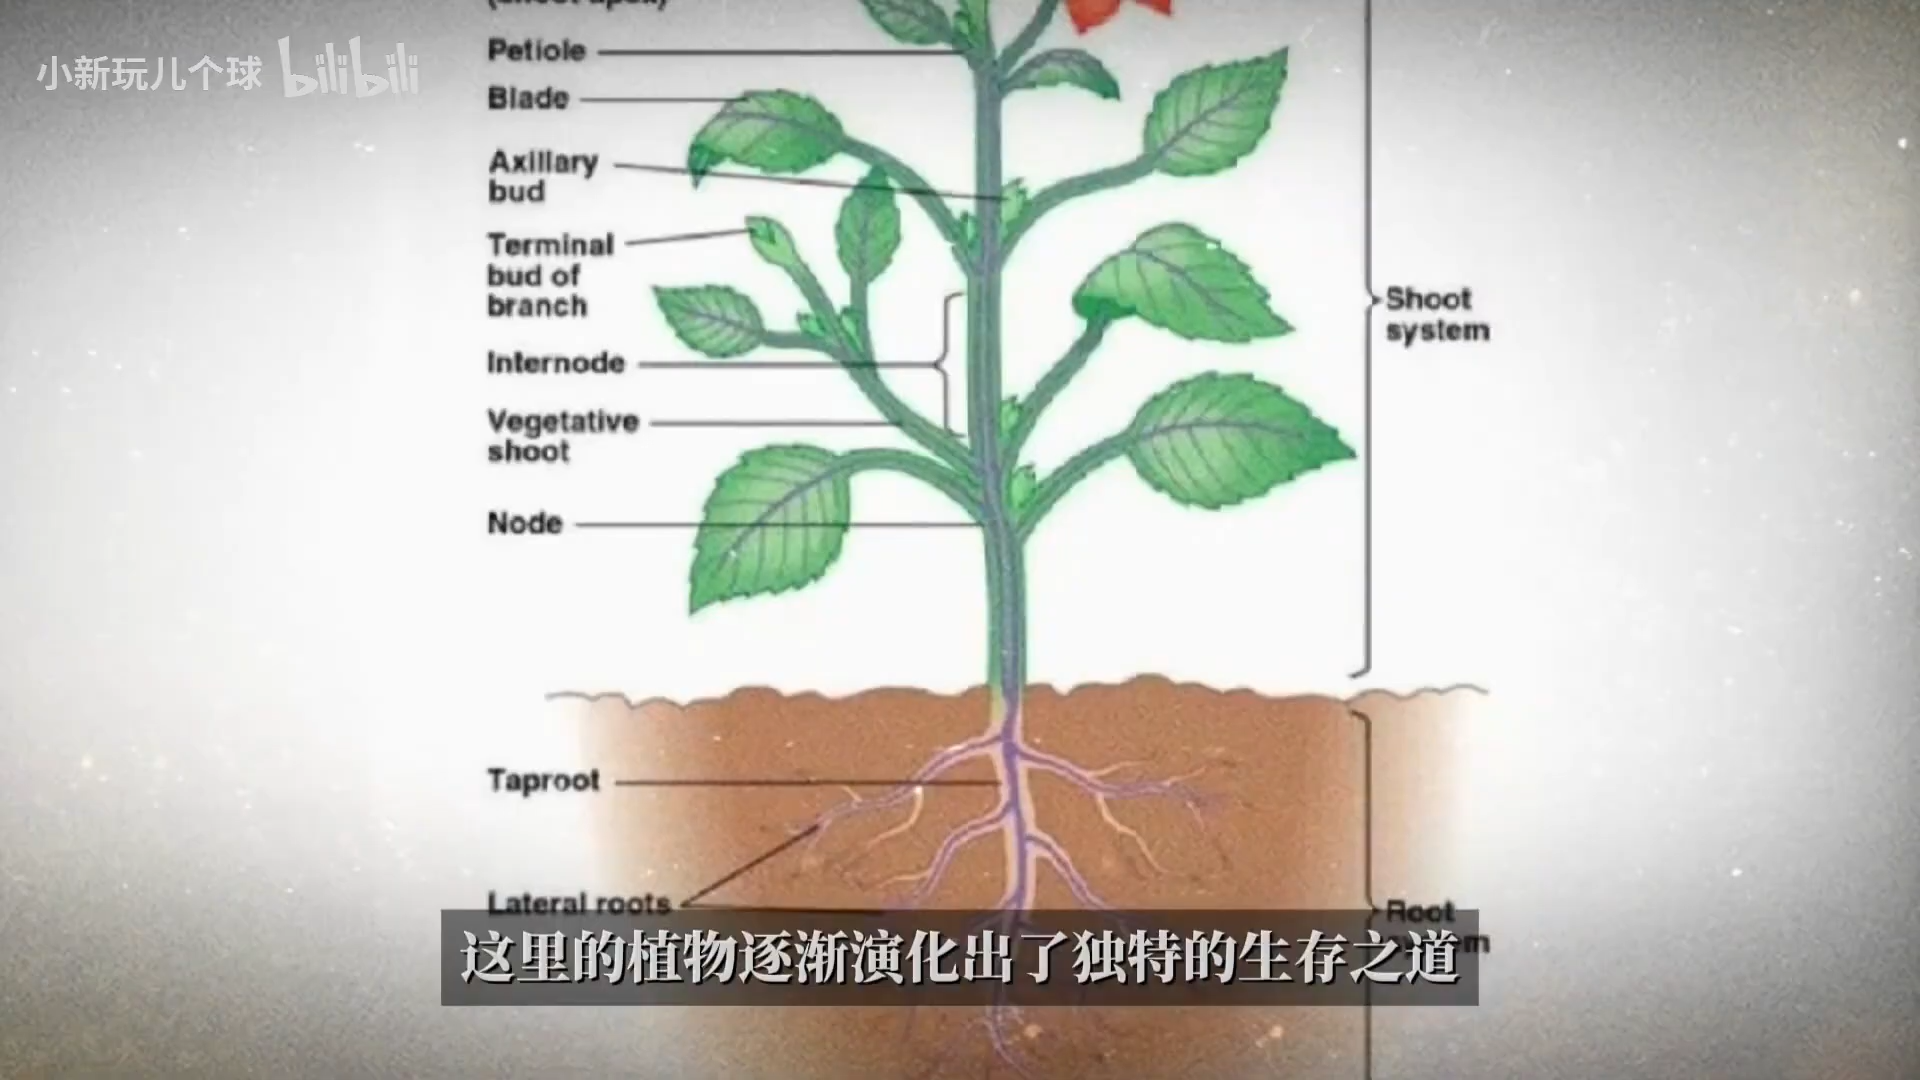 小新玩儿个球 bilibili
Petiole
Blade
Axillary
bud
Terminal
bud of
branch
Internode
Vegetative
shoot
Node
Shoot
system
Taproot
Lateral roots
Root
这里的植物逐渐演化出了独特的生存之道